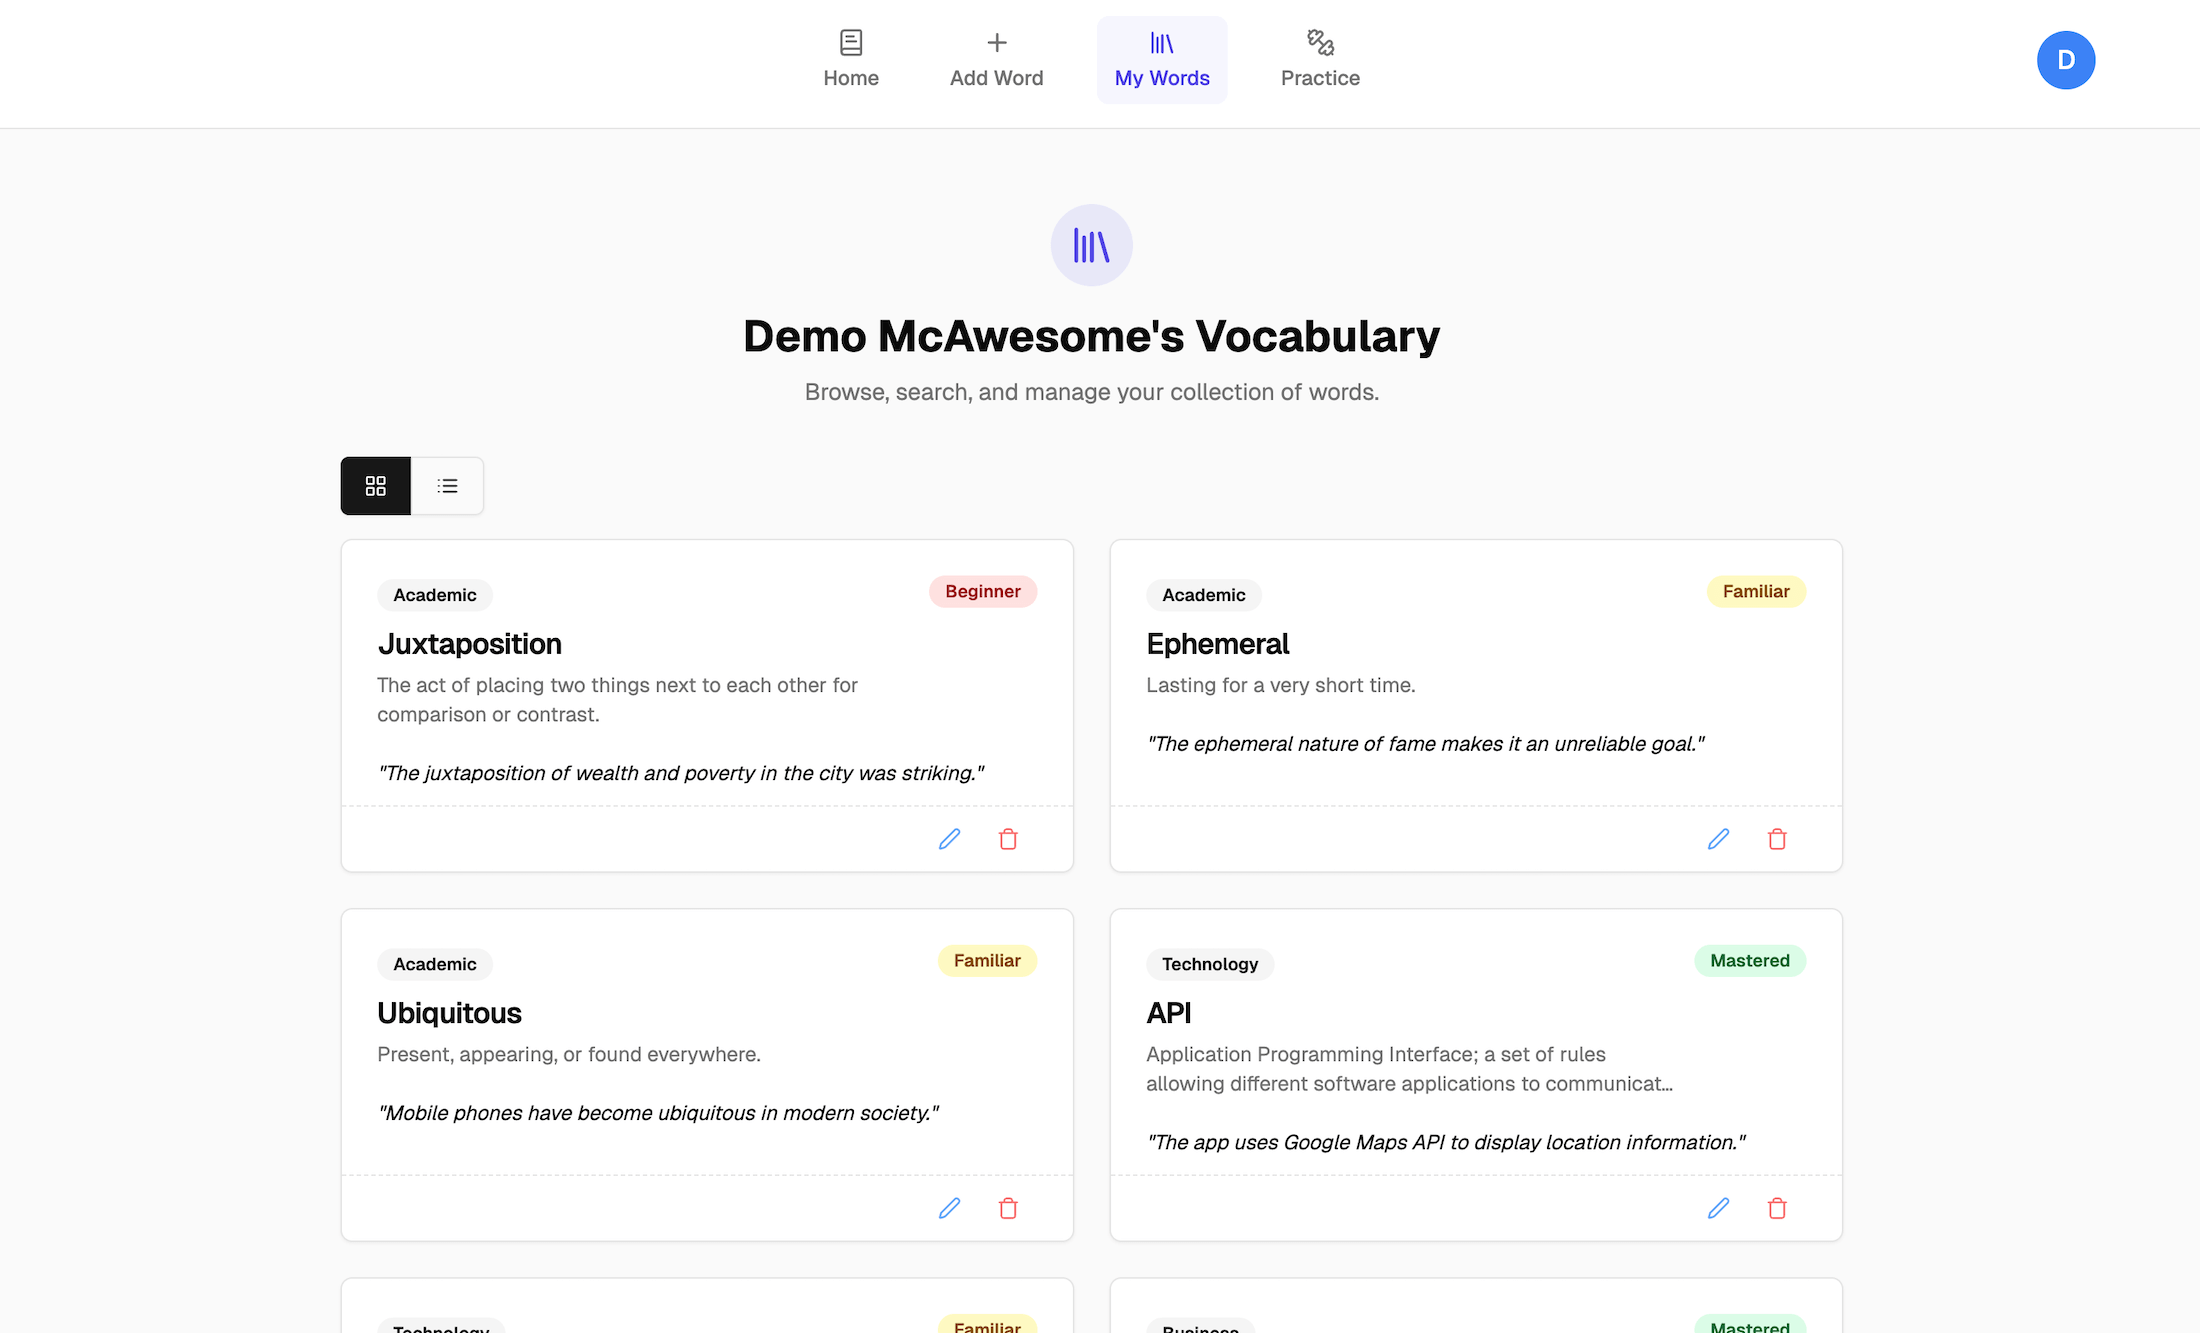 Home
Add Word
My Words
Practice
D
Demo McAwesome's Vocabulary
Browse, search, and manage your collection of words.
Academic
Beginner
Juxtaposition
The act of placing two things next to each other for
comparison or contrast.
"The juxtaposition of wealth and poverty in the city was striking."
Academic
Familiar
Ephemeral
Lasting for a very short time.
"The ephemeral nature of fame makes it an unreliable goal."
Academic
Familiar
Ubiquitous
Present, appearing, or found everywhere.
"Mobile phones have become ubiquitous in modern society."
Technology
Mastered
API
Application Programming Interface; a set of rules
allowing different software applications to communicat...
"The app uses Google Maps API to display location information."
Technology
Familiar
Business
Mastered